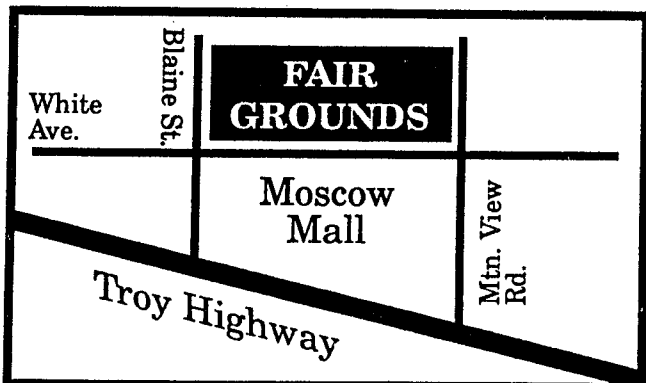 Blaine St.
FAIR
GROUNDS
White
Ave.
Moscow
Mall
Mtn. View
Rd.
Troy Highway